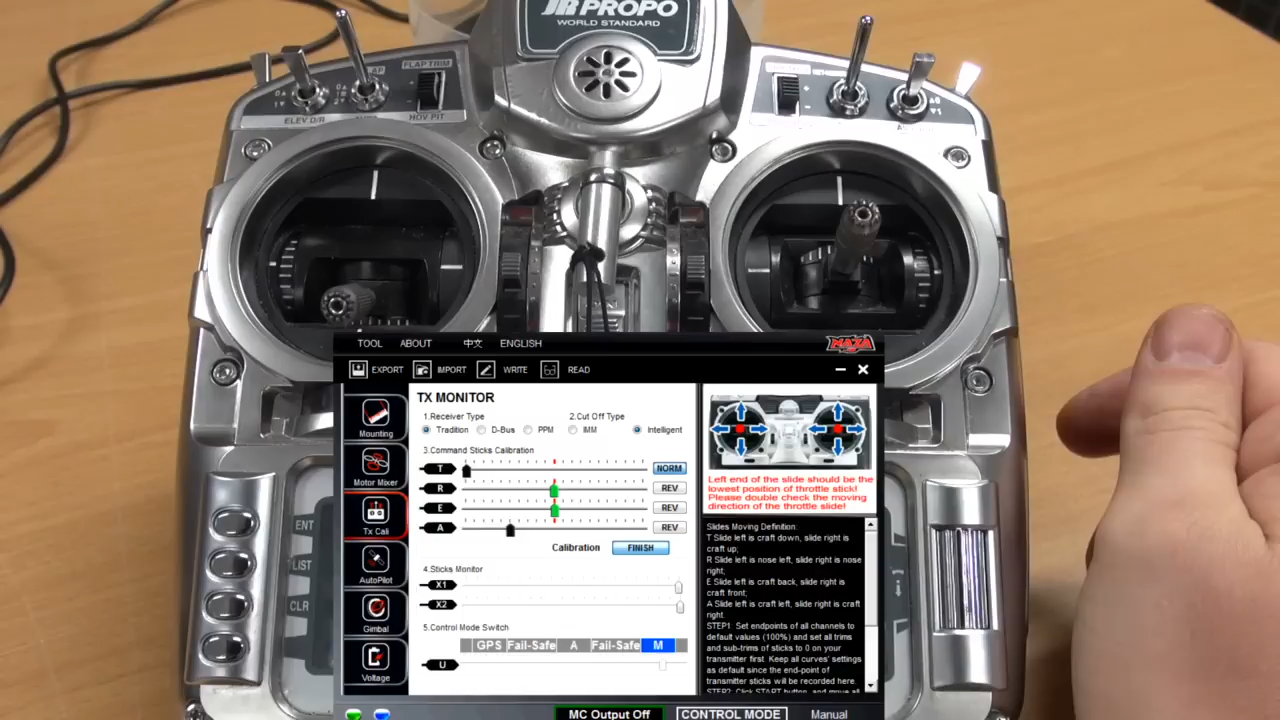 JR PROPO
WORLD STANDARD
FLAP TRIM
ELEV D/R
HOV PIT
ENT
LIST
CLR
TOOL ABOUT 中文 ENGLISH
EXPORT IMPORT WRITE READ
Mounting
Motor Mixer
Tx Cali
AutoPilot
Gimbal
Voltage
TX MONITOR
1.Receiver Type 2.Cut Off Type
Tradition D-Bus PPM IMM Intelligent
3.Command Sticks Calibration
T NORM
R REV
E REV
A REV
Calibration FINISH
4.Sticks Monitor
X1
X2
5.Control Mode Switch
GPS Fail-Safe A Fail-Safe M
U
Left end of the slide should be the
lowest position of throttle stick!
Please double check the moving
direction of the throttle slide!
Slides Moving Definition:
T Slide left is craft down, slide right is
craft up;
R Slide left is nose left, slide right is nose
right;
E Slide left is craft back, slide right is
craft front;
A Slide left is craft left, slide right is craft
right.
STEP1 Set endpoints of all channels to
default values (100%) and set all trims
and sub-trims of sticks to 0 on your
transmitter first. Keep all curves' settings
as default since the end-point of
transmitter sticks will be recorded here.
STEP2 Click START button, and move all
MC Output Off CONTROL MODE Manual